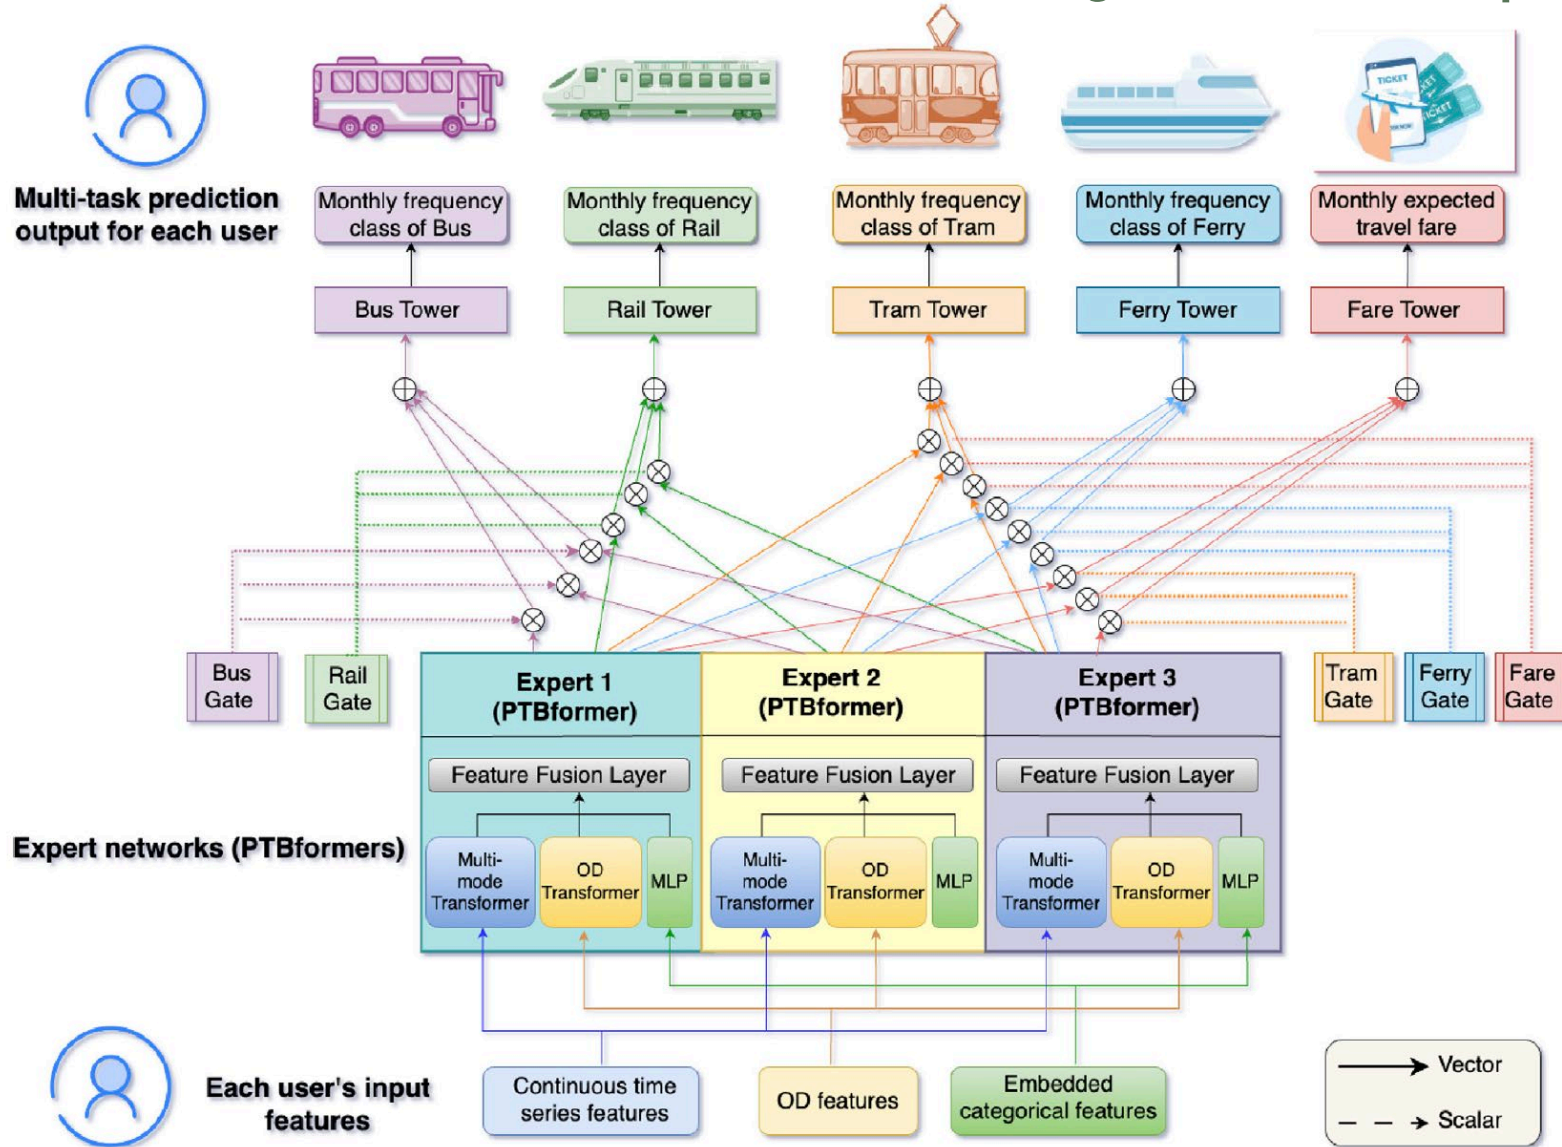 TICKET
TICKET
TICKET
Multi-task prediction
output for each user
Monthly frequency
class of Bus
Monthly frequency
class of Rail
Monthly frequency
class of Tram
Monthly frequency
class of Ferry
Monthly expected
travel fare
Bus Tower
Rail Tower
Tram Tower
Ferry Tower
Fare Tower
Bus
Gate
Rail
Gate
Expert 1
(PTBformer)
Expert 2
(PTBformer)
Expert 3
(PTBformer)
Tram
Gate
Ferry
Gate
Fare
Gate
Feature Fusion Layer
Feature Fusion Layer
Feature Fusion Layer
Expert networks (PTBformers)
Multi-
mode
Transformer
OD
Transformer
MLP
Multi-
mode
Transformer
OD
Transformer
MLP
Multi-
mode
Transformer
OD
Transformer
MLP
Each user's input
features
Continuous time
series features
OD features
Embedded
categorical features
Vector
Scalar